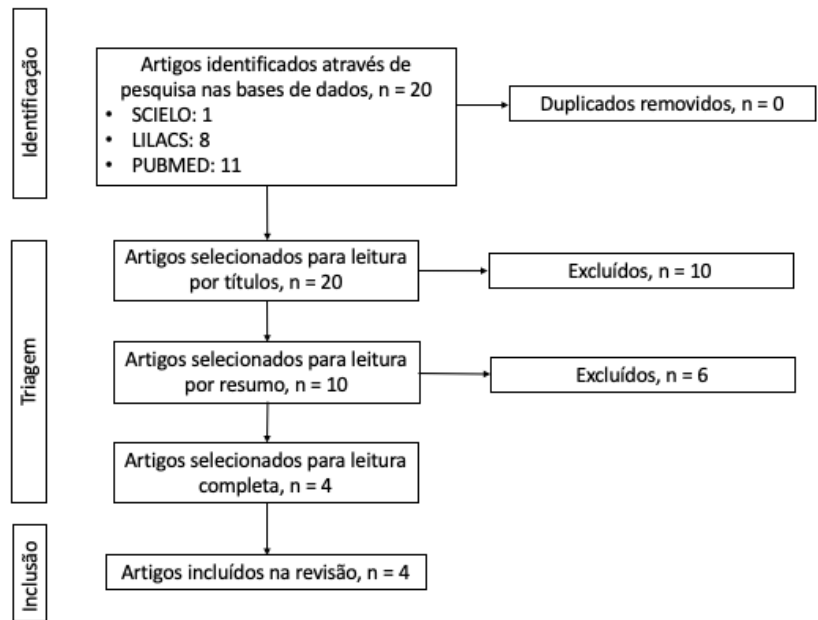 Identificação
Artigos identificados através de
pesquisa nas bases de dados, n = 20
• SCIELO: 1
• LILACS: 8
• PUBMED: 11
Duplicados removidos, n = 0
Triagem
Artigos selecionados para leitura
por títulos, n = 20
Excluídos, n = 10
Artigos selecionados para leitura
por resumo, n = 10
Excluídos, n = 6
Artigos selecionados para leitura
completa, n = 4
Inclusão
Artigos incluídos na revisão, n = 4